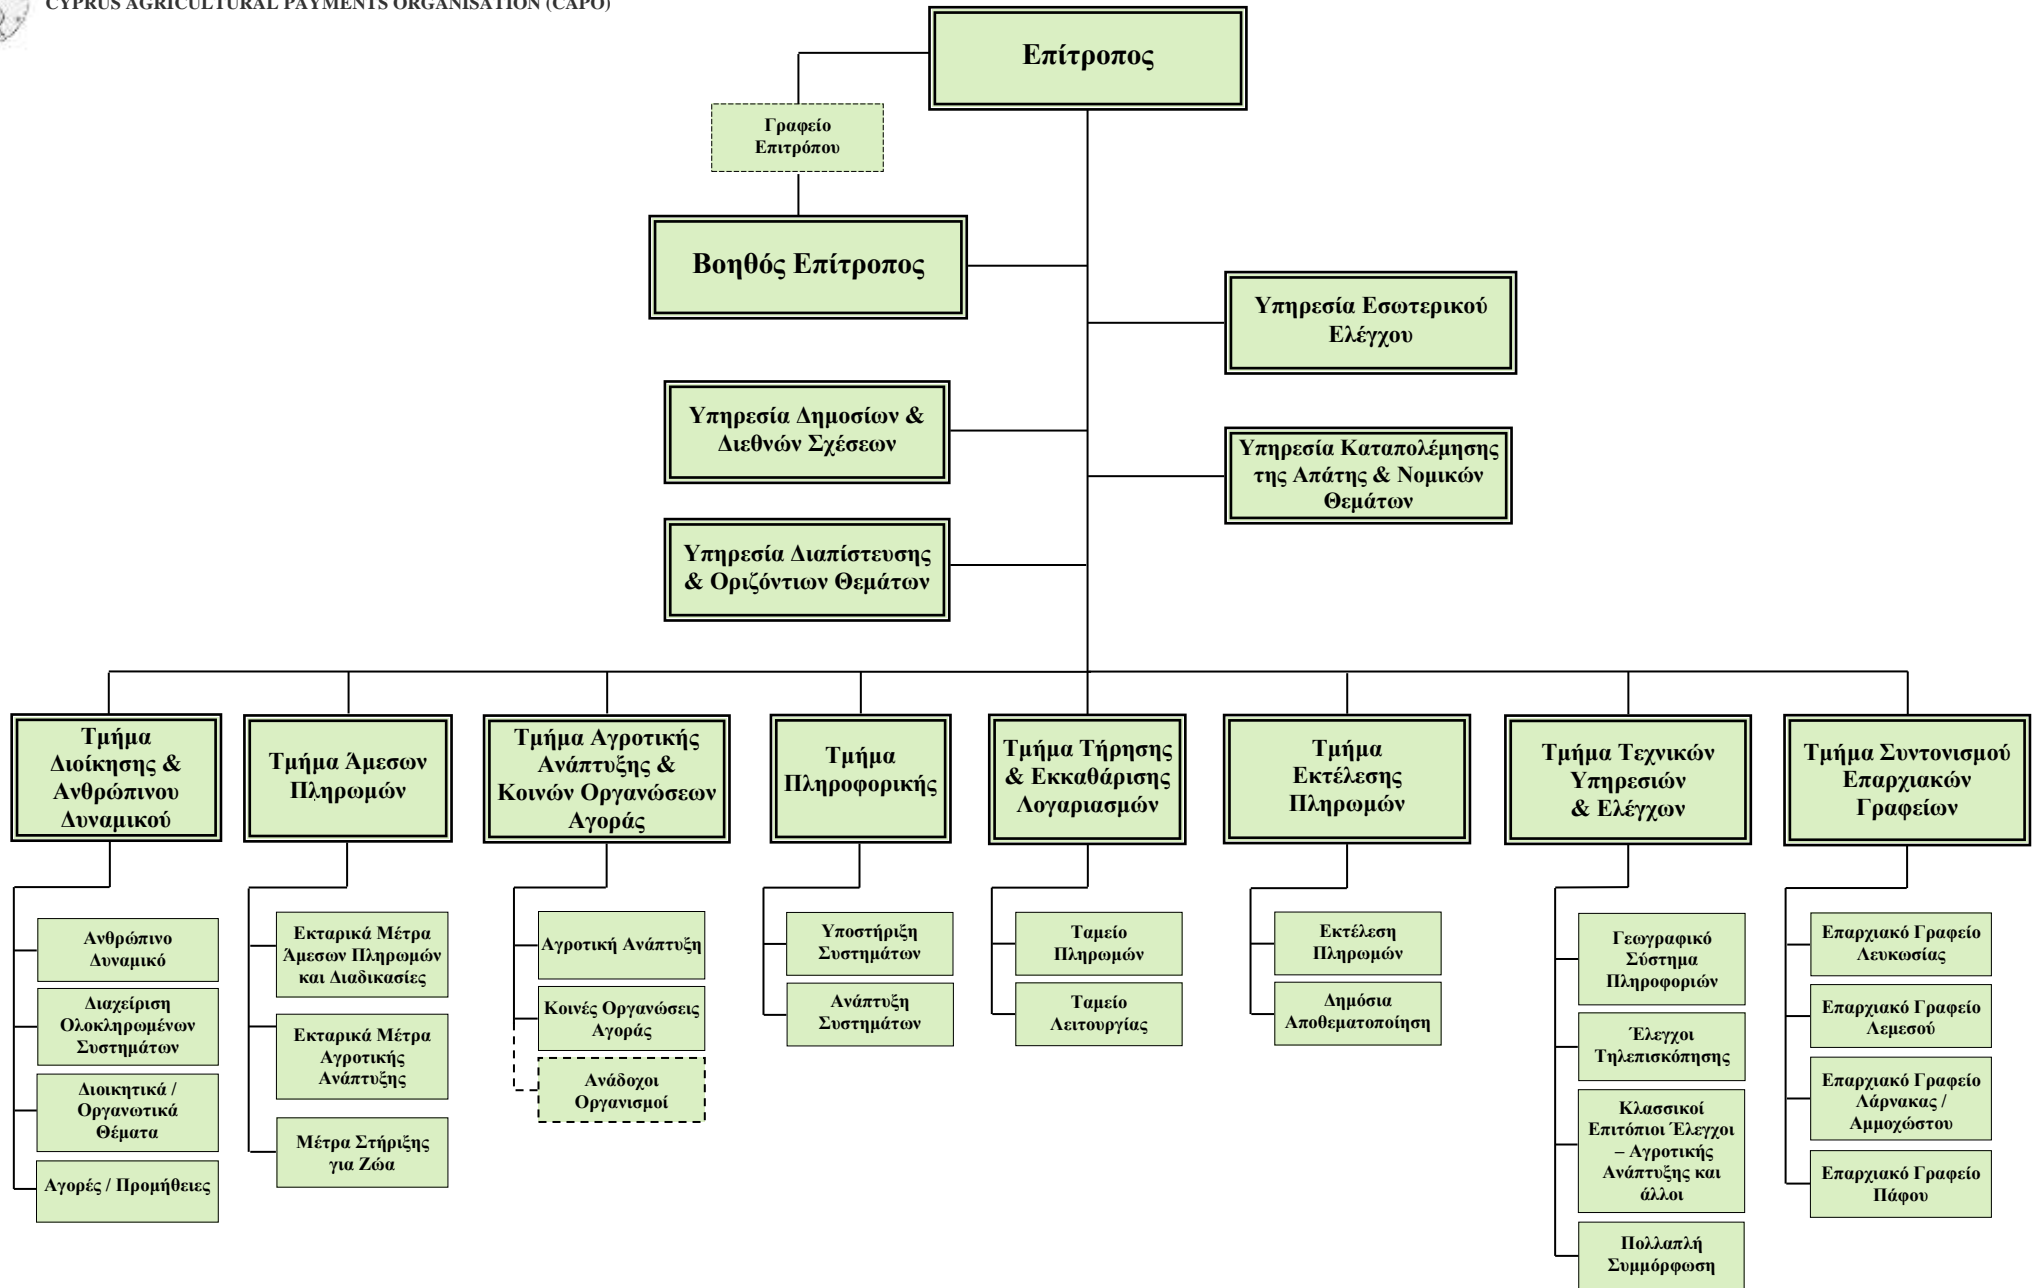 CYPRUS AGRICULTURAL PAYMENTS ORGANISATION (CAPO)
Επίτροπος
Γραφείο
Επιτρόπου
Βοηθός Επίτροπος
Υπηρεσία Εσωτερικού
Ελέγχου
Υπηρεσία Δημοσίων &
Διεθνών Σχέσεων
Υπηρεσία Καταπολέμησης
της Απάτης & Νομικών
Θεμάτων
Υπηρεσία Διαπίστευσης
& Οριζόντιων Θεμάτων
Τμήμα
Διοίκησης &
Ανθρώπινου
Δυναμικού
Τμήμα Άμεσων
Πληρωμών
Τμήμα Αγροτικής
Ανάπτυξης &
Κοινών Οργανώσεων
Αγοράς
Τμήμα
Πληροφορικής
Τμήμα Τήρησης
& Εκκαθάρισης
Λογαριασμών
Τμήμα
Εκτέλεσης
Πληρωμών
Τμήμα Τεχνικών
Υπηρεσιών
& Ελέγχων
Τμήμα Συντονισμού
Επαρχιακών
Γραφείων
Ανθρώπινο
Δυναμικό
Διαχείριση
Ολοκληρωμένων
Συστημάτων
Διοικητικά /
Οργανωτικά
Θέματα
Αγορές / Προμήθειες
Εκταρικά Μέτρα
Άμεσων Πληρωμών
και Διαδικασίες
Εκταρικά Μέτρα
Αγροτικής
Ανάπτυξης
Μέτρα Στήριξης
για Ζώα
Αγροτική Ανάπτυξη
Κοινές Οργανώσεις
Αγοράς
Ανάδοχοι
Οργανισμοί
Υποστήριξη
Συστημάτων
Ανάπτυξη
Συστημάτων
Ταμείο
Πληρωμών
Ταμείο
Λειτουργίας
Εκτέλεση
Πληρωμών
Δημόσια
Αποθεματοποίηση
Γεωγραφικό
Σύστημα
Πληροφοριών
Έλεγχοι
Τηλεπισκόπησης
Κλασσικοί
Επιτόπιοι Έλεγχοι
– Αγροτικής
Ανάπτυξης και
άλλοι
Πολλαπλή
Συμμόρφωση
Επαρχιακό Γραφείο
Λευκωσίας
Επαρχιακό Γραφείο
Λεμεσού
Επαρχιακό Γραφείο
Λάρνακας /
Αμμοχώστου
Επαρχιακό Γραφείο
Πάφου